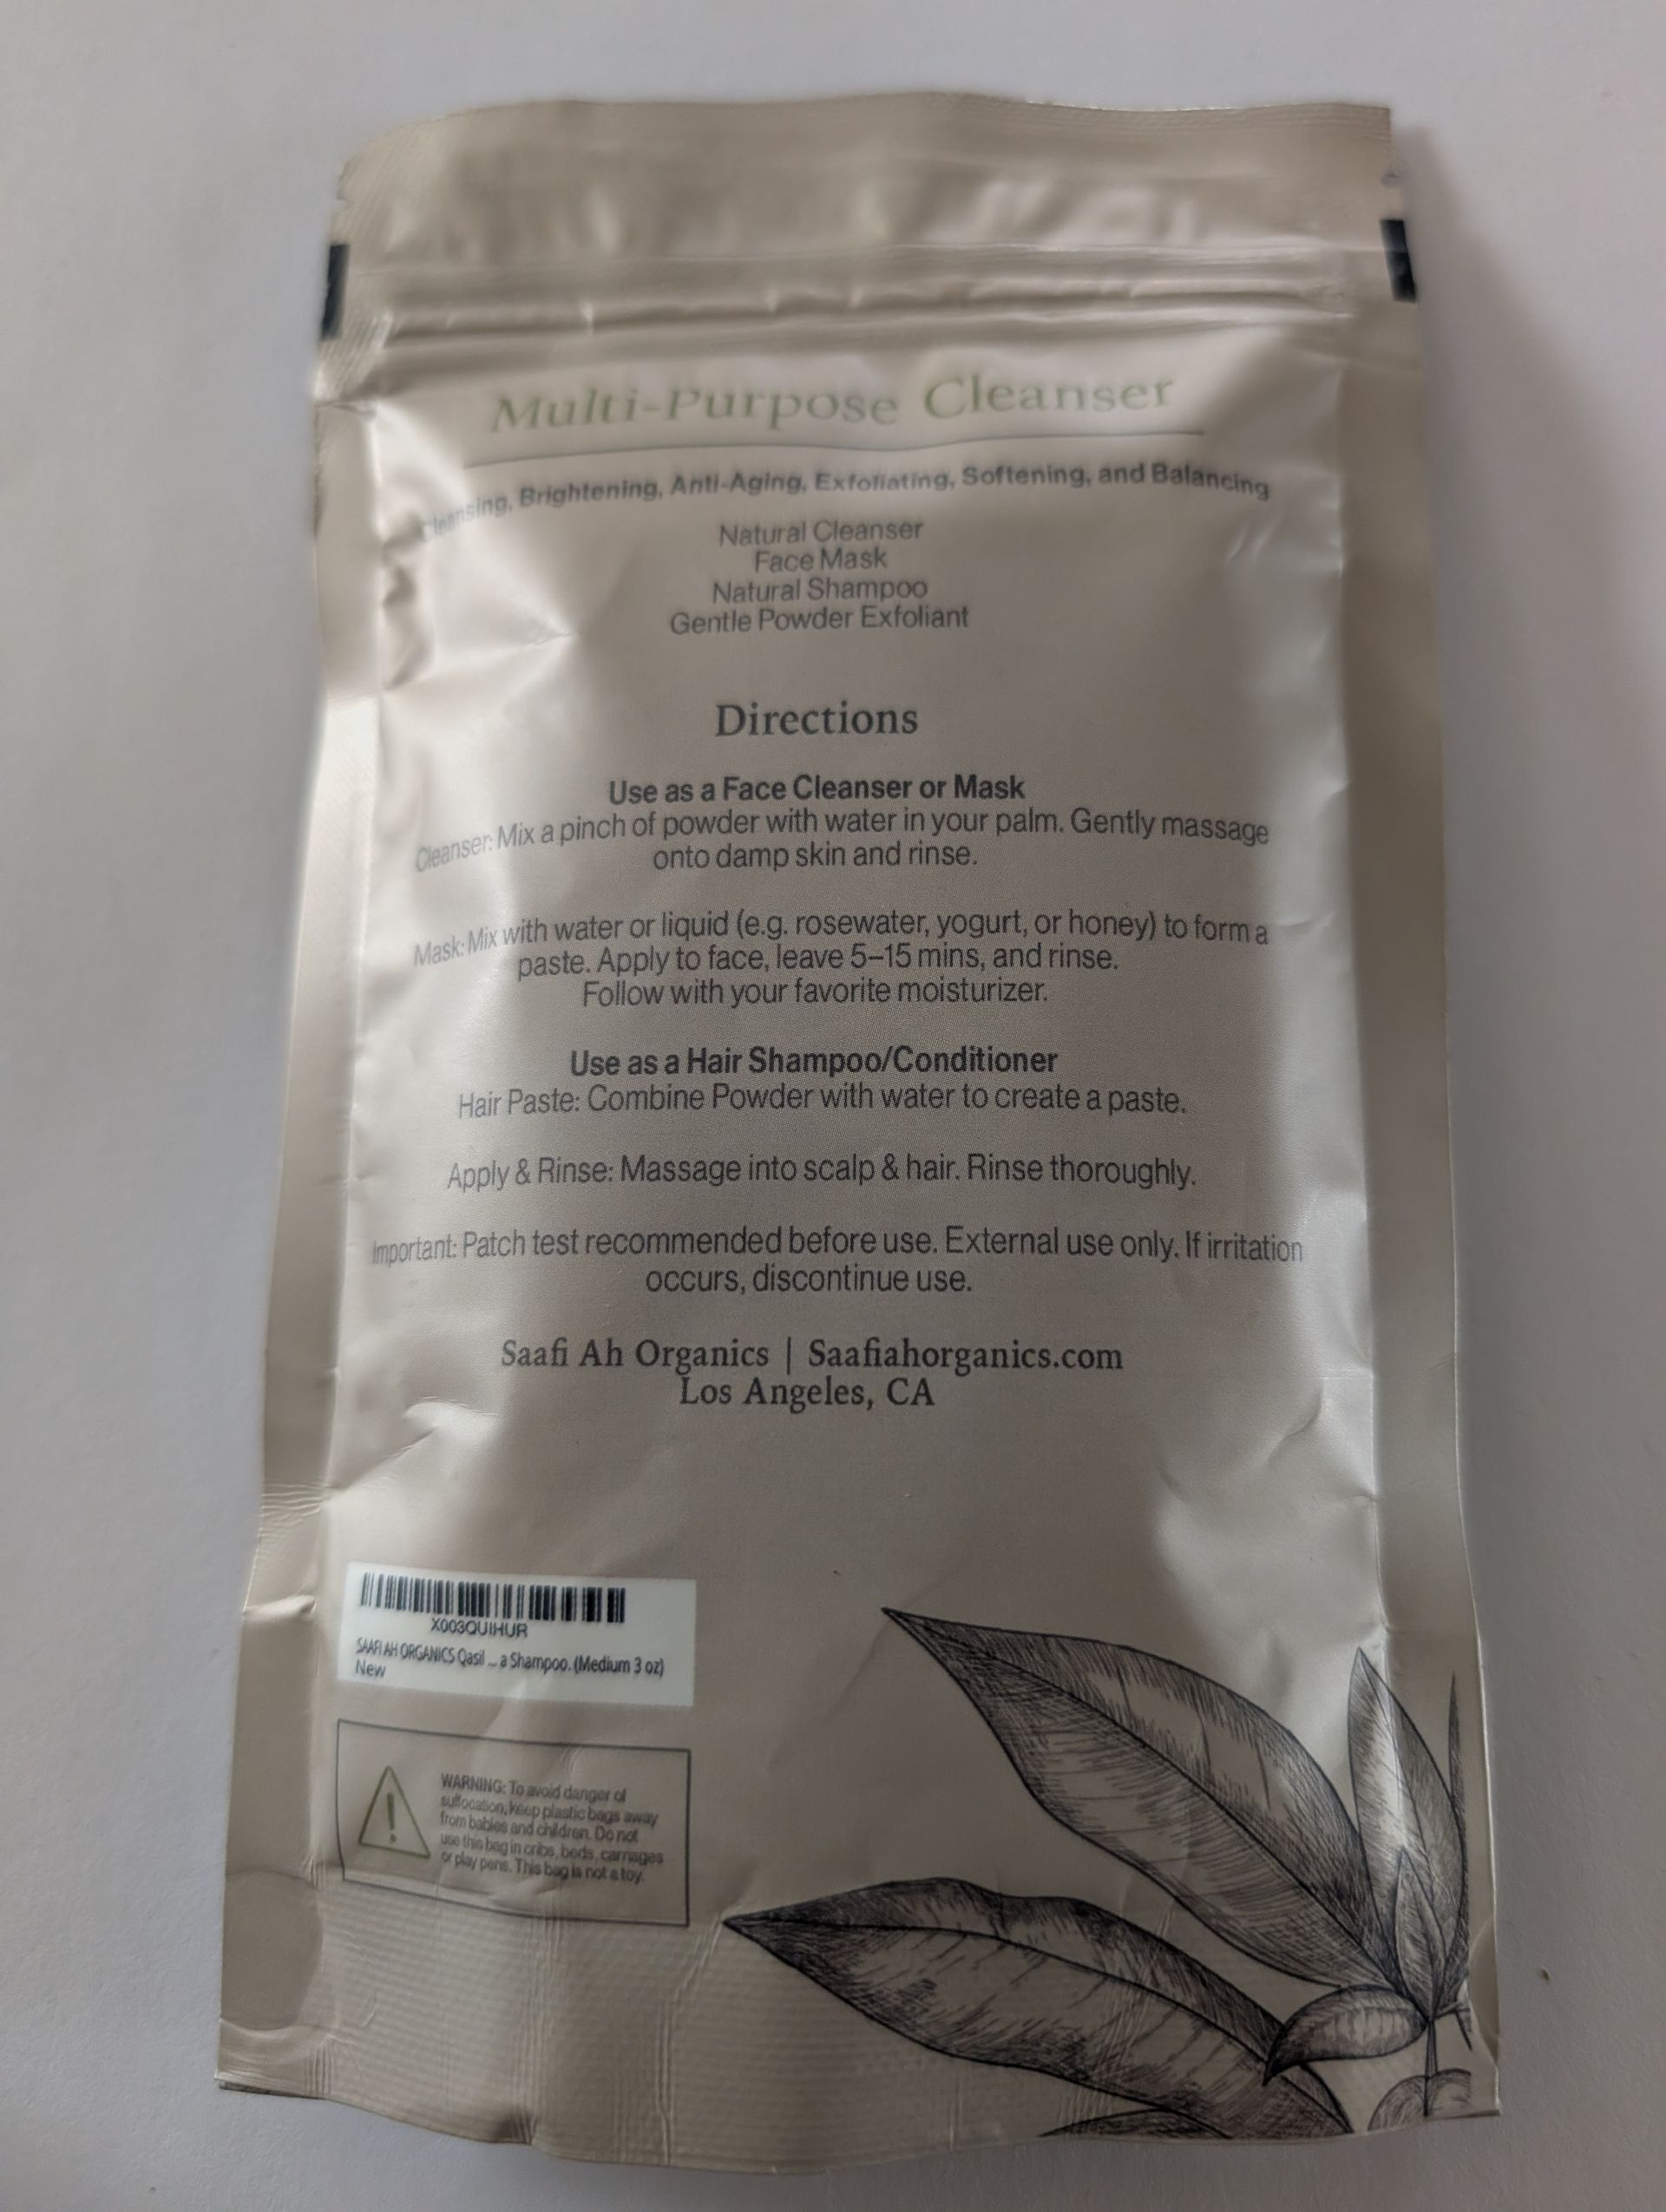 Multi-Purpose Cleanser
Cleansing, Brightening, Anti-Aging, Exfoliating, Softening, and Balancing
Natural Cleanser
Face Mask
Natural Shampoo
Gentle Powder Exfoliant
Directions
Use as a Face Cleanser or Mask
Cleanser: Mix a pinch of powder with water in your palm. Gently massage
onto damp skin and rinse.
Mask: Mix with water or liquid (e.g. rosewater, yogurt, or honey) to form a
paste. Apply to face, leave 5–15 mins, and rinse.
Follow with your favorite moisturizer.
Use as a Hair Shampoo/Conditioner
Hair Paste: Combine Powder with water to create a paste.
Apply & Rinse: Massage into scalp & hair. Rinse thoroughly.
Important: Patch test recommended before use. External use only. If irritation
occurs, discontinue use.
Saafi Ah Organics | Saafiahorganics.com
Los Angeles, CA
X003QUIHUR
SAAFI AH ORGANICS Qasil ... a Shampoo. (Medium 3 oz)
New
WARNING: To avoid danger of
suffocation, keep plastic bags away
from babies and children. Do not
use this bag in cribs, beds, carriages
or play pens. This bag is not a toy.